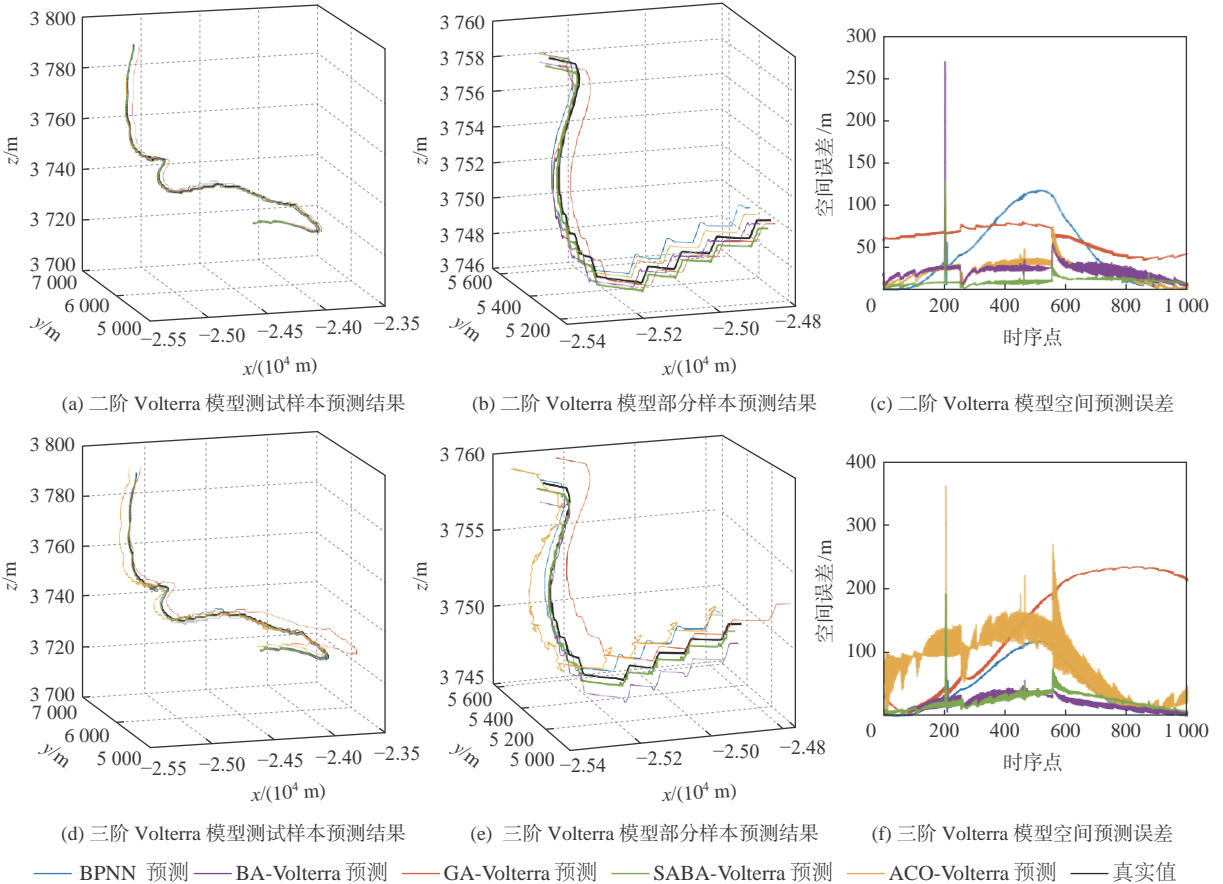 3 800
3 780
3 760
3 740
3 720
3 700
z/m
7 000
6 000
5 000
y/m
−2.55
−2.50
−2.45
−2.40
−2.35
x/(10⁴ m)
(a) 二阶 Volterra 模型测试样本预测结果
3 760
3 758
3 756
3 754
3 752
3 750
3 748
3 746
z/m
5 600
5 400
5 200
y/m
−2.54
−2.52
−2.50
−2.48
x/(10⁴ m)
(b) 二阶 Volterra 模型部分样本预测结果
300
250
200
150
100
50
空间误差/m
0 200 400 600 800 1 000
时序点
(c) 二阶 Volterra 模型空间预测误差
3 800
3 780
3 760
3 740
3 720
3 700
z/m
7 000
6 000
5 000
y/m
−2.55
−2.50
−2.45
−2.40
−2.35
x/(10⁴ m)
(d) 三阶 Volterra 模型测试样本预测结果
3 760
3 755
3 750
3 745
z/m
5 600
5 400
5 200
5 000
y/m
−2.54
−2.52
−2.50
−2.48
x/(10⁴ m)
(e) 三阶 Volterra 模型部分样本预测结果
400
300
200
100
空间误差/m
0 200 400 600 800 1 000
时序点
(f) 三阶 Volterra 模型空间预测误差
BPNN 预测 BA-Volterra 预测 GA-Volterra 预测 SABA-Volterra 预测 ACO-Volterra 预测 真实值